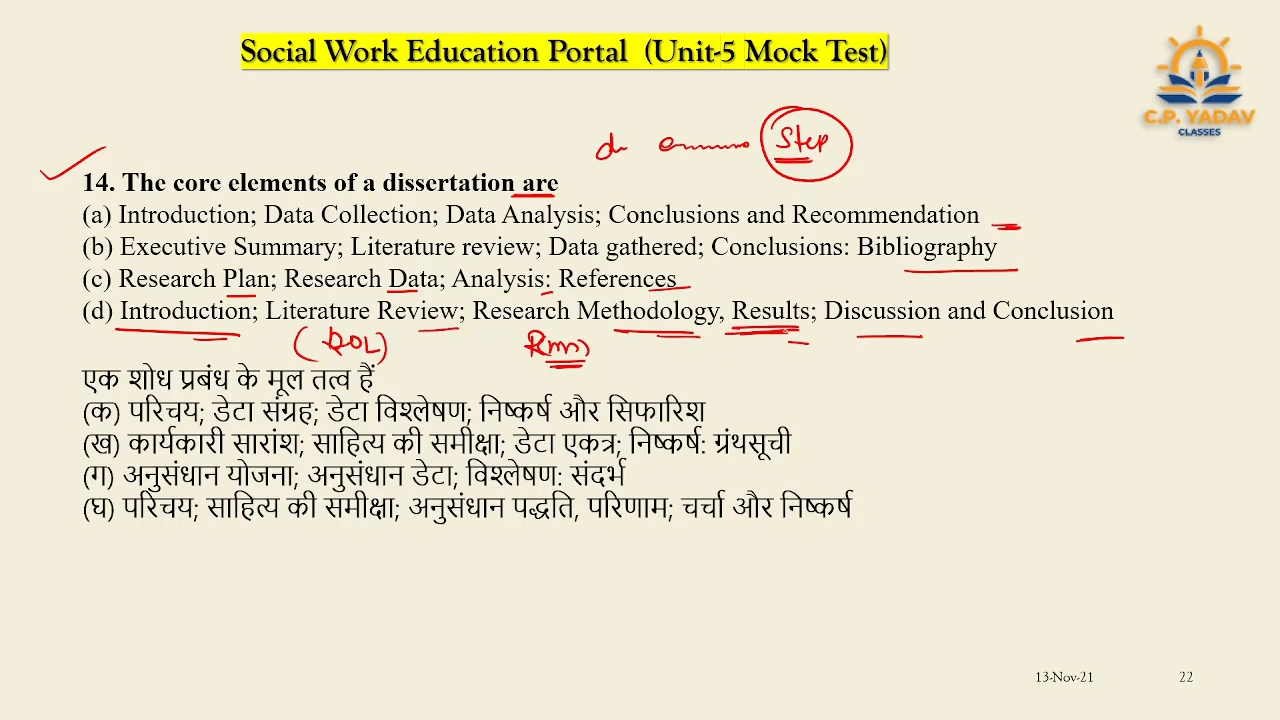 Social Work Education Portal (Unit-5 Mock Test)
C.P. YADAV
CLASSES
Step
14. The core elements of a dissertation are
(a) Introduction; Data Collection; Data Analysis; Conclusions and Recommendation
(b) Executive Summary; Literature review; Data gathered; Conclusions: Bibliography
(c) Research Plan; Research Data; Analysis: References
(d) Introduction; Literature Review; Research Methodology, Results; Discussion and Conclusion
(ROL)
एक शोध प्रबंध के मूल तत्व हैं
(क) परिचय; डेटा संग्रह; डेटा विश्लेषण; निष्कर्ष और सिफारिश
(ख) कार्यकारी सारांश; साहित्य की समीक्षा; डेटा एकत्र; निष्कर्ष: ग्रंथसूची
(ग) अनुसंधान योजना; अनुसंधान डेटा; विश्लेषण: संदर्भ
(घ) परिचय; साहित्य की समीक्षा; अनुसंधान पद्धति, परिणाम; चर्चा और निष्कर्ष
13-Nov-21 22